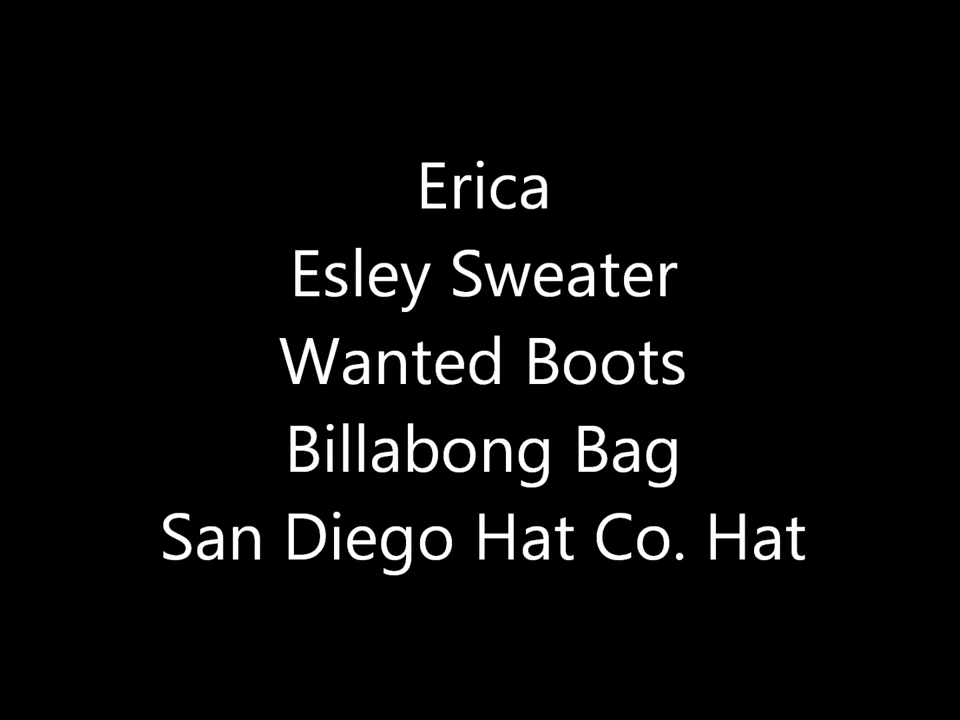 Erica
Esley Sweater
Wanted Boots
Billabong Bag
San Diego Hat Co. Hat